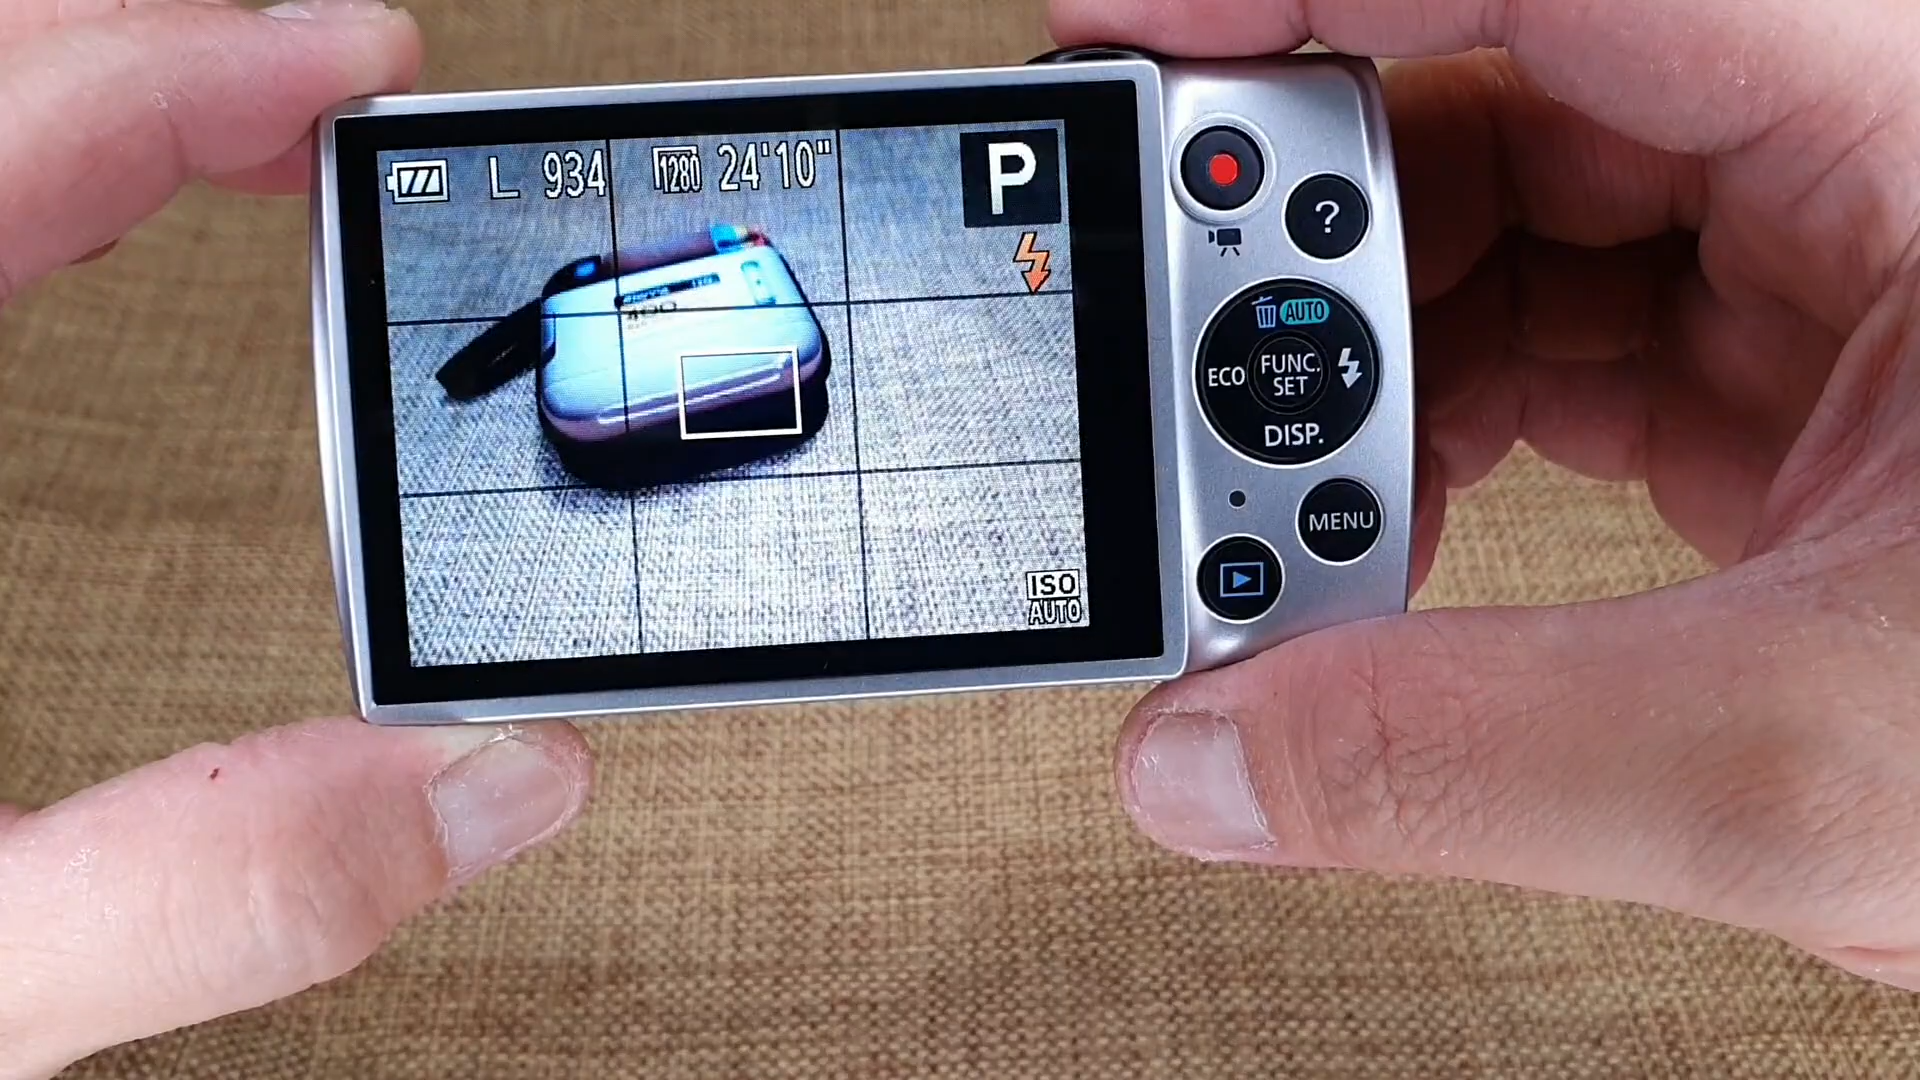 L 934 1280 24'10" P
ISO
AUTO
?
AUTO
ECO FUNC. SET
DISP.
MENU